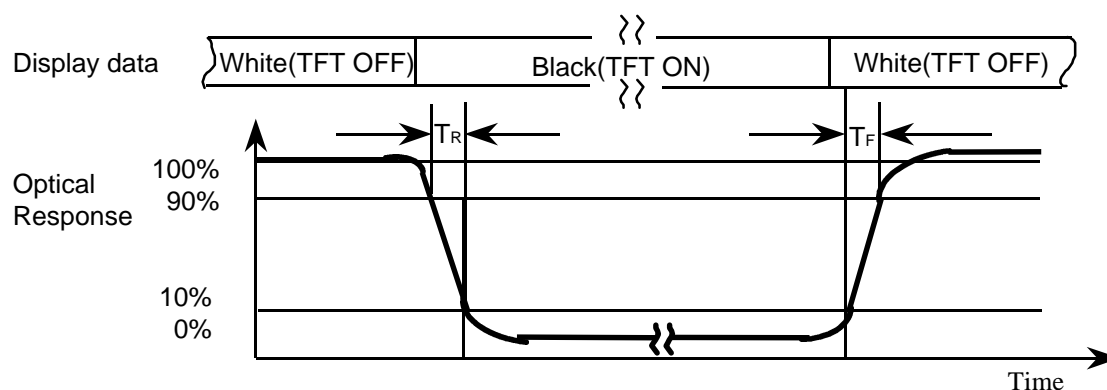 Display data
White(TFT OFF)
Black(TFT ON)
White(TFT OFF)
TR
TF
Optical
Response
100%
90%
10%
0%
Time